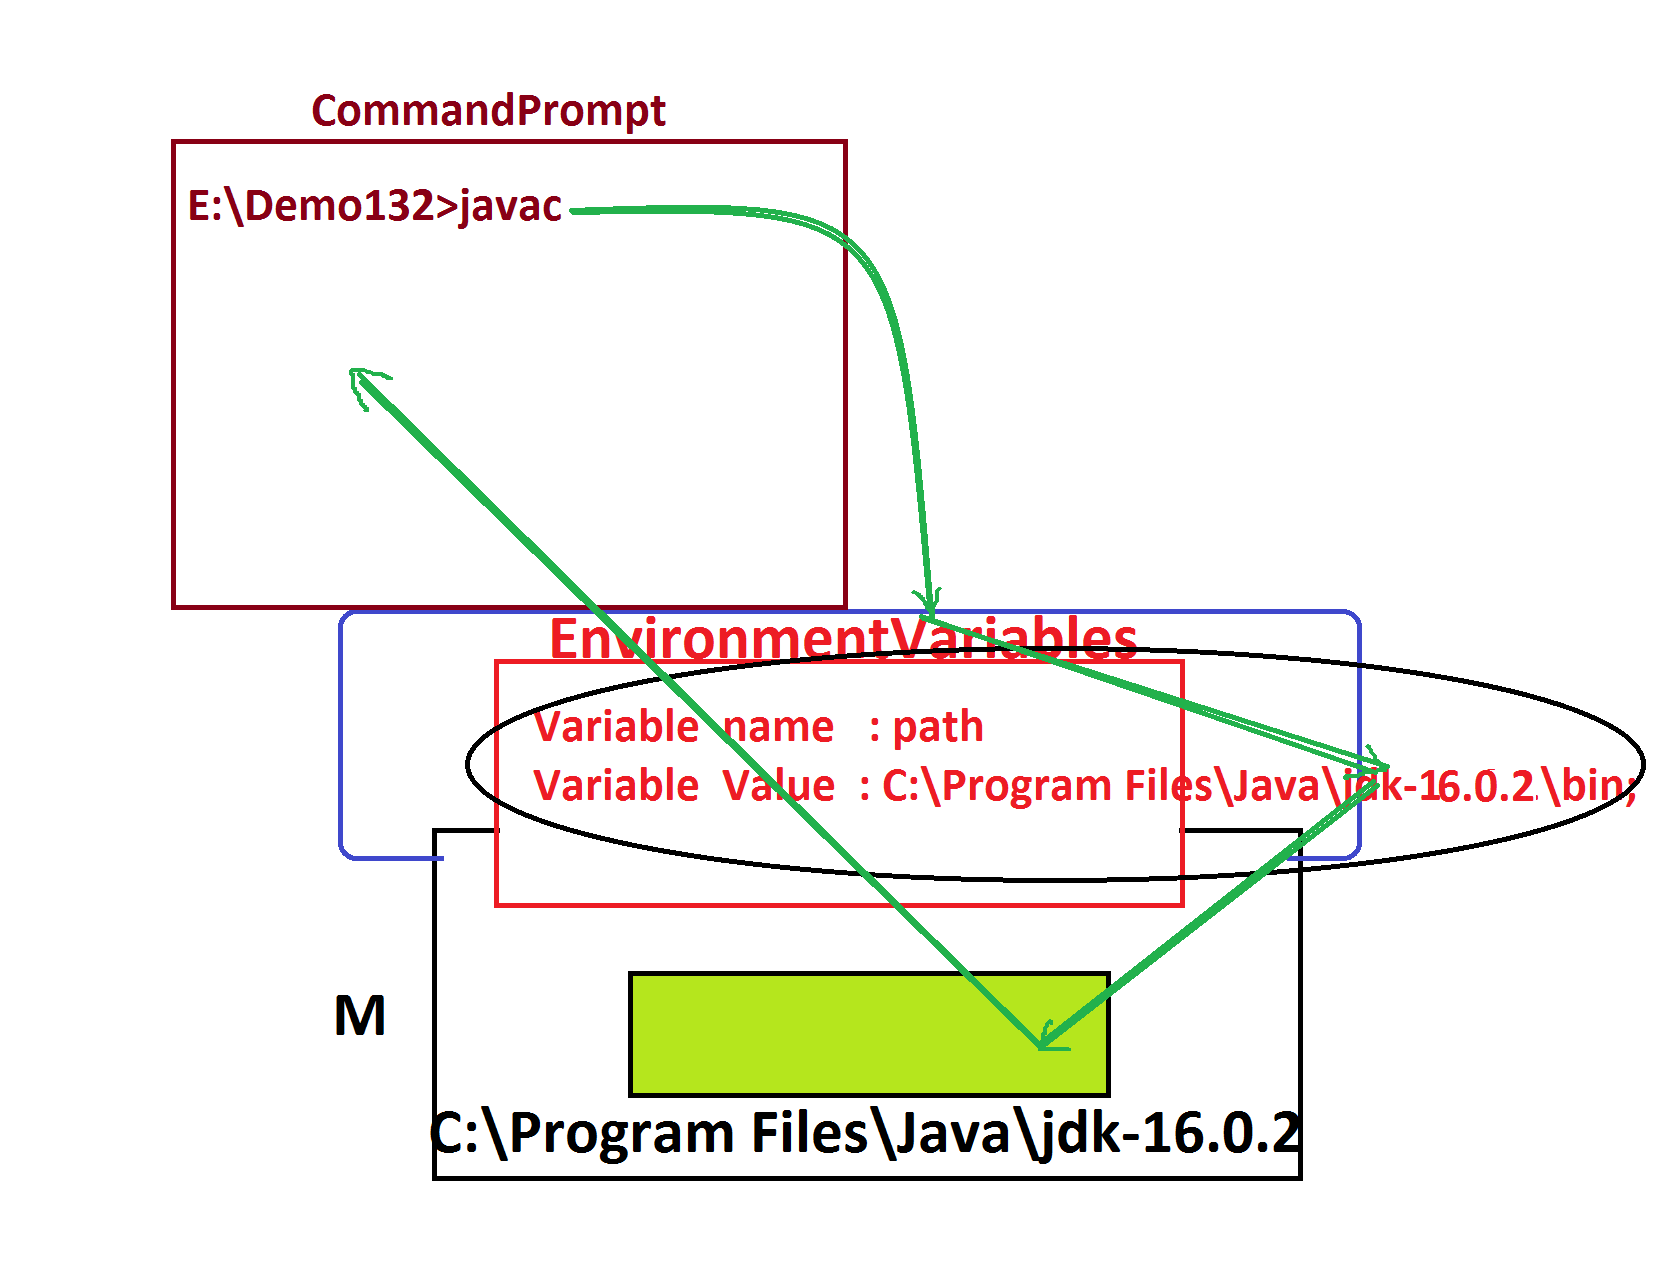 CommandPrompt
E:\Demo132>javac
EnvironmentVariables
Variable name : path
Variable Value : C:\Program Files\Java\jdk-16.0.2.\bin;
M
C:\Program Files\Java\jdk-16.0.2